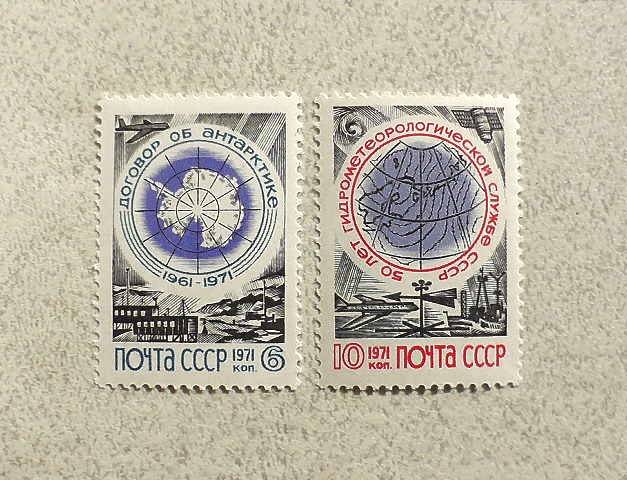 ДОГОВОР ОБ АНТАРКТИКЕ
1961-1971
ПОЧТА СССР 1971 КОП. 6
50 ЛЕТ ГИДРОМЕТЕОРОЛОГИЧЕСКОЙ СЛУЖБЕ СССР
10 1971 КОП. ПОЧТА СССР